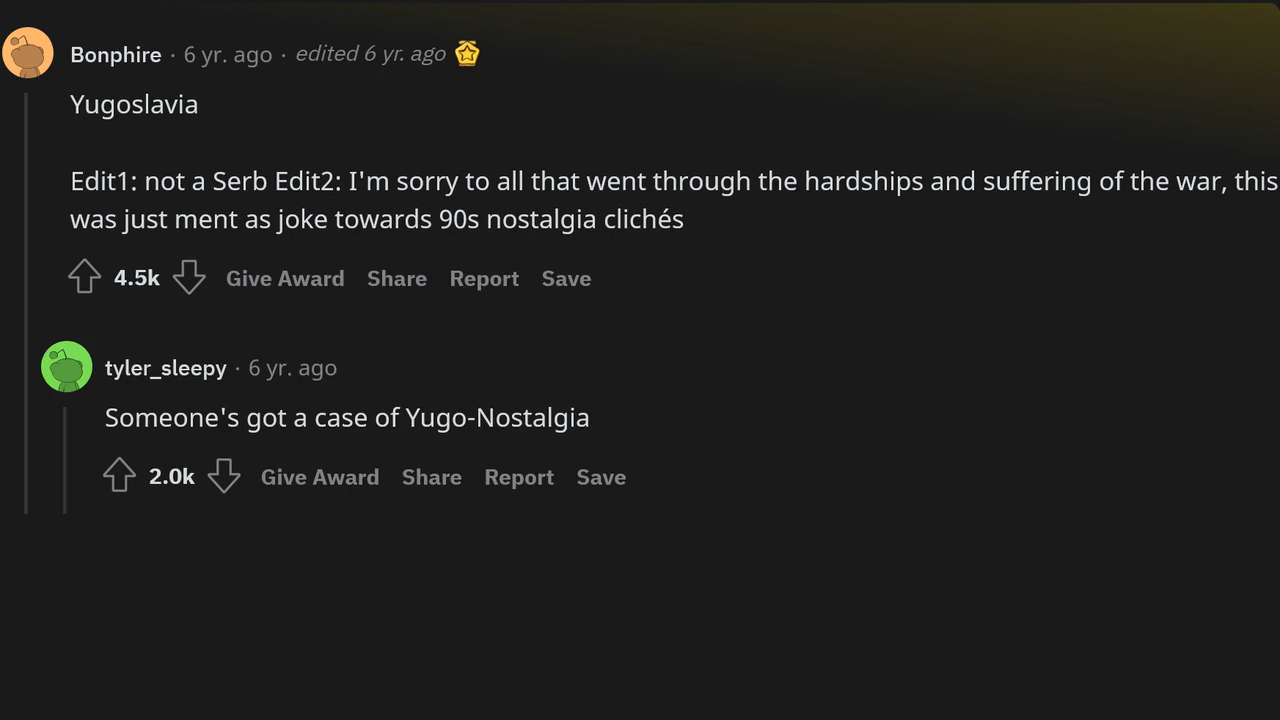 Bonphire · 6 yr. ago · edited 6 yr. ago
Yugoslavia
Edit1: not a Serb Edit2: I'm sorry to all that went through the hardships and suffering of the war, this
was just ment as joke towards 90s nostalgia clichés
4.5k Give Award Share Report Save
tyler_sleepy · 6 yr. ago
Someone's got a case of Yugo-Nostalgia
2.0k Give Award Share Report Save